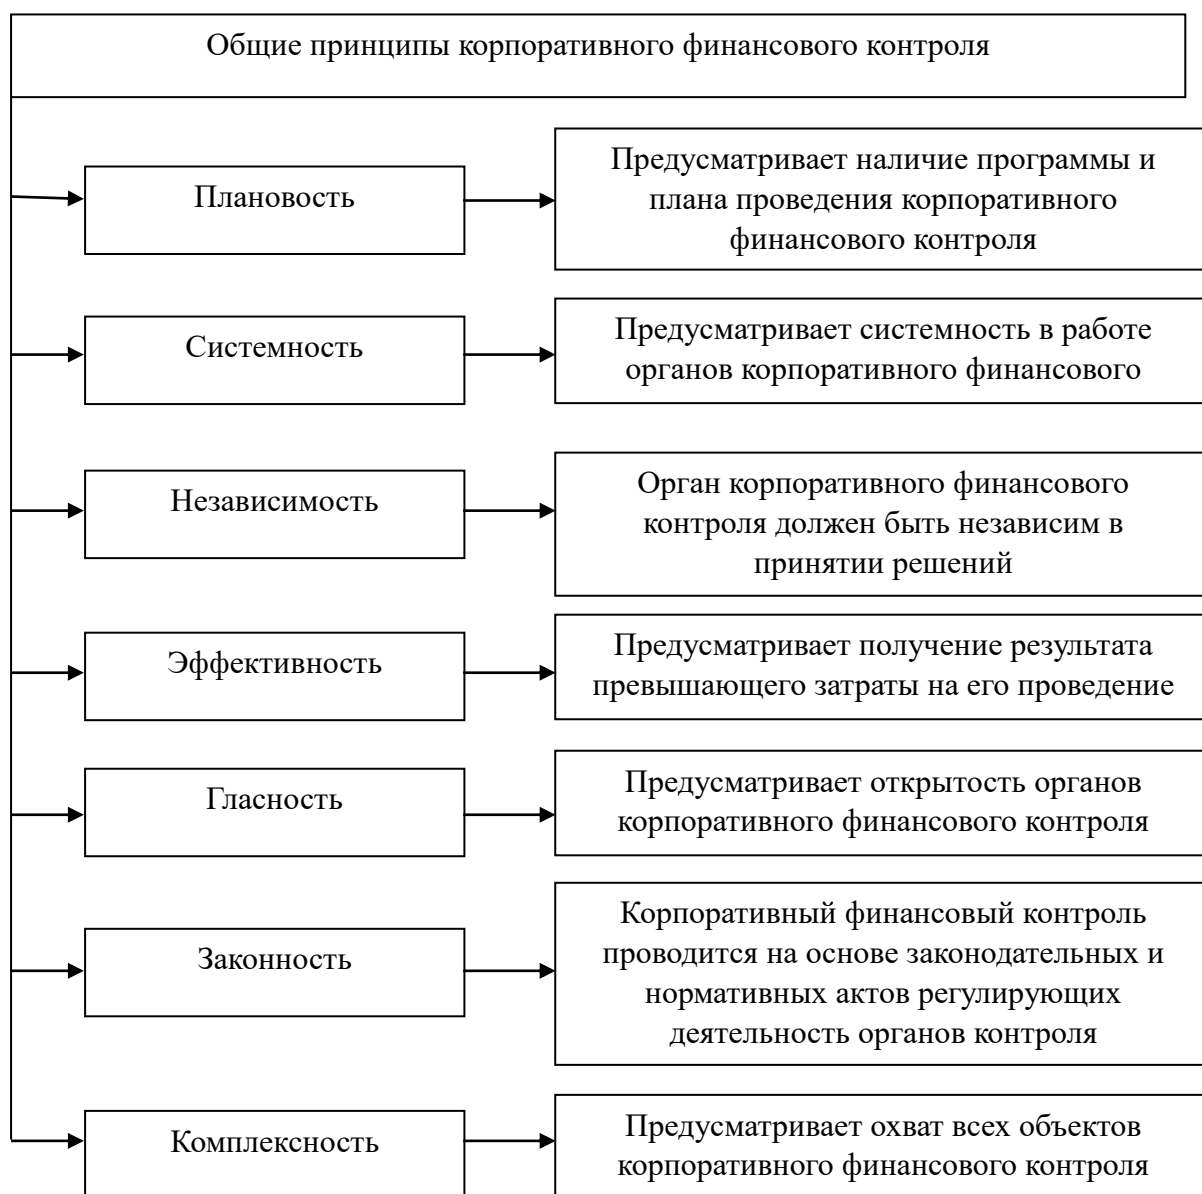 Общие принципы корпоративного финансового контроля
Плановость
Предусматривает наличие программы и
плана проведения корпоративного
финансового контроля
Системность
Предусматривает системность в работе
органов корпоративного финансового
Независимость
Орган корпоративного финансового
контроля должен быть независим в
принятии решений
Эффективность
Предусматривает получение результата
превышающего затраты на его проведение
Гласность
Предусматривает открытость органов
корпоративного финансового контроля
Законность
Корпоративный финансовый контроль
проводится на основе законодательных и
нормативных актов регулирующих
деятельность органов контроля
Комплексность
Предусматривает охват всех объектов
корпоративного финансового контроля